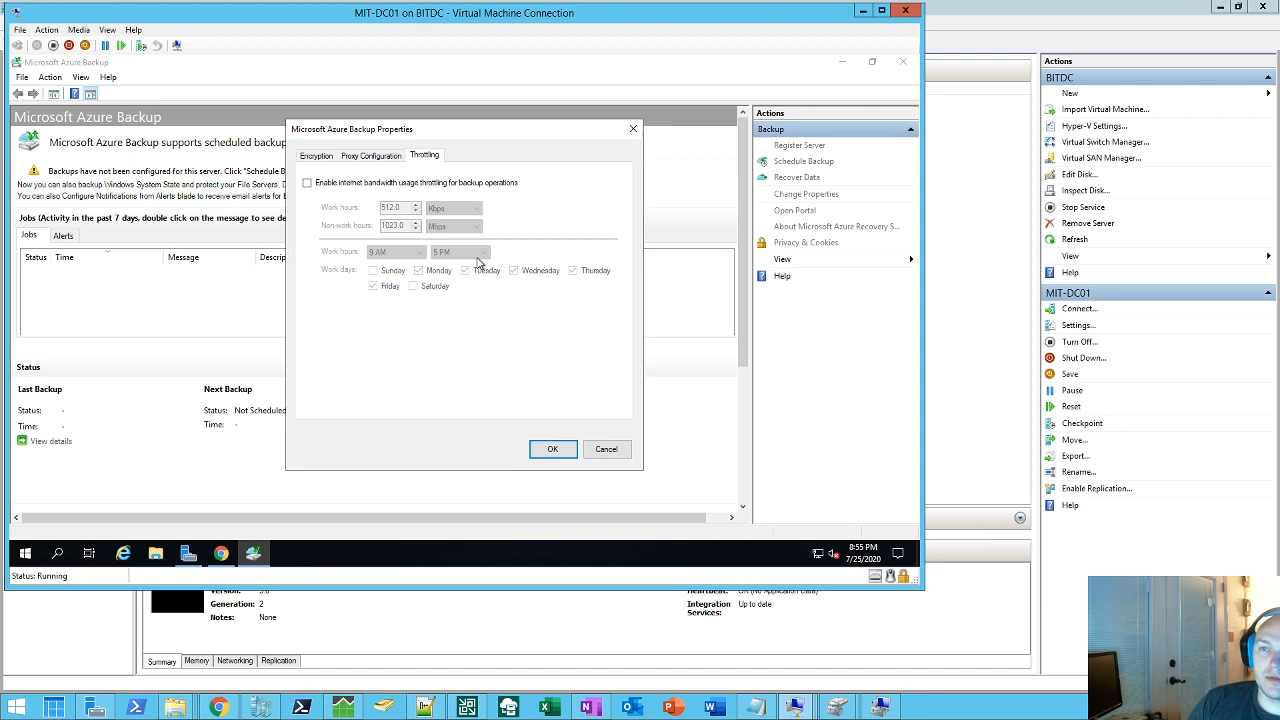 MIT-DC01 on BITDC - Virtual Machine Connection
File Action Media View Help
Microsoft Azure Backup
File Action View Help
Microsoft Azure Backup
Microsoft Azure Backup supports scheduled backup
Backups have not been configured for this server. Click "Schedule B
Now you can also backup Windows System State and protect your File Servers, D
You can also Configure Notifications from Alerts blade to receive email alerts for b
Jobs (Activity in the past 7 days, double click on the message to see de
Jobs Alerts
Status Time Message Descrip
Status
Last Backup Next Backup
Status: - Status: Not Scheduled
Time: - Time: -
View details
Microsoft Azure Backup Properties
Encryption Proxy Configuration Throttling
Enable internet bandwidth usage throttling for backup operations
Work hours: 512.0 Kbps
Non-work hours: 1023.0 Mbps
Work hours: 9 AM 5 PM
Work days: Sunday Monday Tuesday Wednesday Thursday
Friday Saturday
OK Cancel
Actions
Backup
Register Server
Schedule Backup
Recover Data
Change Properties
Open Portal
About Microsoft Azure Recovery S...
Privacy & Cookies
View
Help
8:55 PM
7/25/2020
Status: Running
Generation: 2
Notes: None
Integration Up to date
Services:
Summary Memory Networking Replication
Actions
BITDC
New
Import Virtual Machine...
Hyper-V Settings...
Virtual Switch Manager...
Virtual SAN Manager...
Edit Disk...
Inspect Disk...
Stop Service
Remove Server
Refresh
View
Help
MIT-DC01
Connect...
Settings...
Turn Off...
Shut Down...
Save
Pause
Reset
Checkpoint
Move...
Export...
Rename...
Enable Replication...
Help